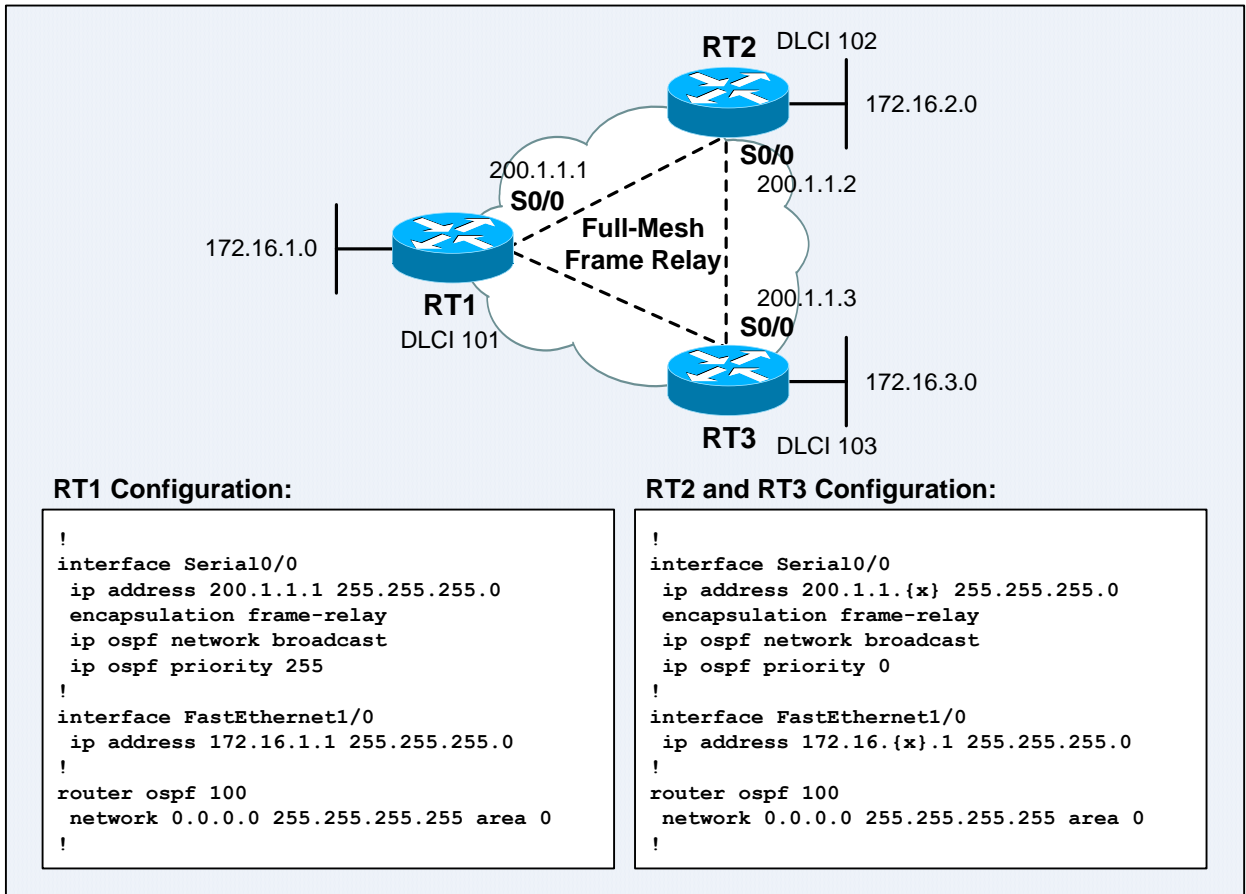 RT2
DLCI 102
172.16.2.0
S0/0
200.1.1.2
200.1.1.1
S0/0
Full-Mesh
Frame Relay
172.16.1.0
RT1
DLCI 101
200.1.1.3
S0/0
172.16.3.0
RT3
DLCI 103
RT1 Configuration:
!
interface Serial0/0
 ip address 200.1.1.1 255.255.255.0
 encapsulation frame-relay
 ip ospf network broadcast
 ip ospf priority 255
!
interface FastEthernet1/0
 ip address 172.16.1.1 255.255.255.0
!
router ospf 100
 network 0.0.0.0 255.255.255.255 area 0
!
RT2 and RT3 Configuration:
!
interface Serial0/0
 ip address 200.1.1.{x} 255.255.255.0
 encapsulation frame-relay
 ip ospf network broadcast
 ip ospf priority 0
!
interface FastEthernet1/0
 ip address 172.16.{x}.1 255.255.255.0
!
router ospf 100
 network 0.0.0.0 255.255.255.255 area 0
!